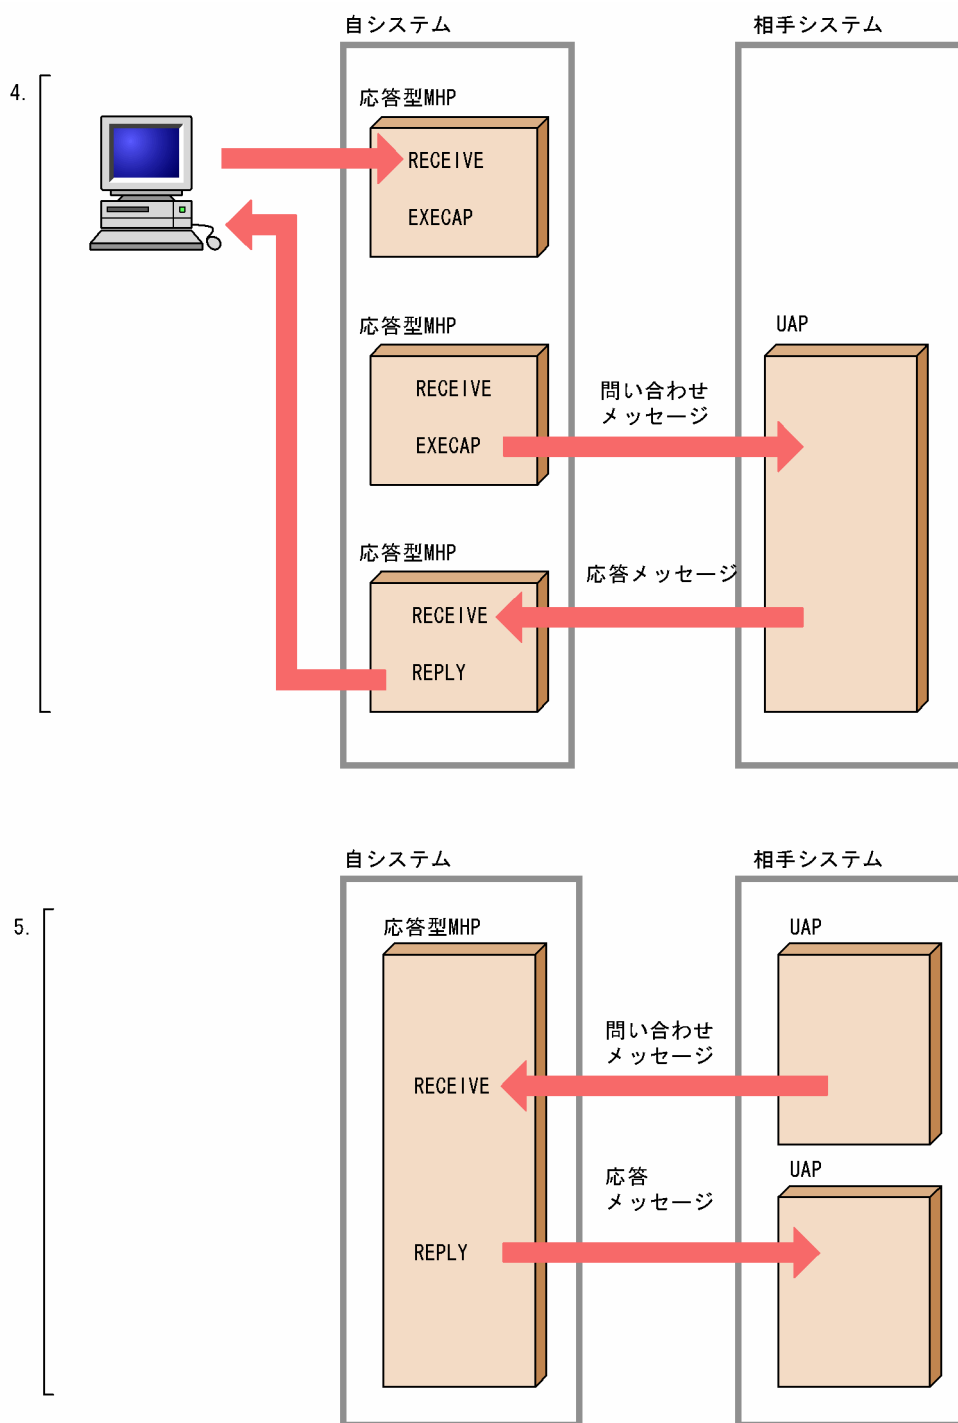 自システム
相手システム
4.
応答型MHP
RECEIVE
EXECAP
応答型MHP
UAP
RECEIVE
問い合わせ
メッセージ
EXECAP
応答型MHP
応答メッセージ
RECEIVE
REPLY
自システム
相手システム
5.
応答型MHP
UAP
問い合わせ
メッセージ
RECEIVE
UAP
応答
メッセージ
REPLY